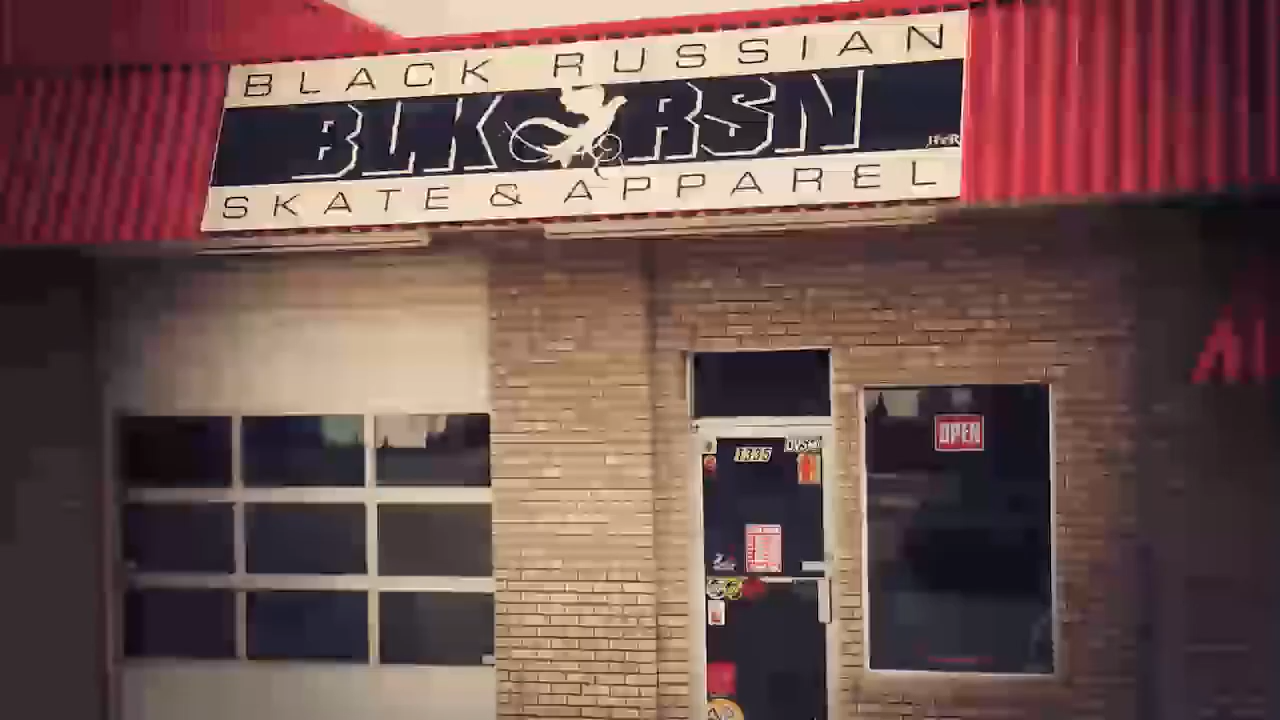 BLACK RUSSIAN
BLK RSN
SKATE & APPAREL
OPEN
1335